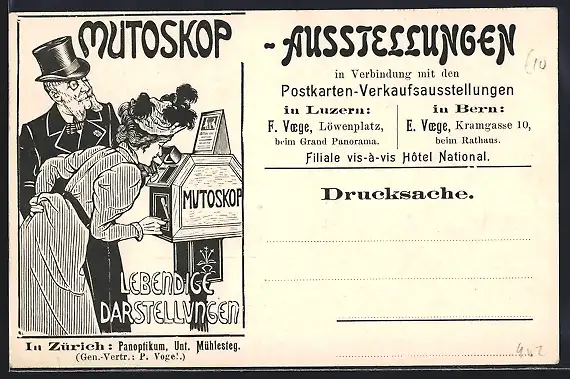 MUTOSKOP
-AUSSTELLUNGEN
in Verbindung mit den
Postkarten-Verkaufsausstellungen
in Luzern:
F. Vœge, Löwenplatz,
beim Grand Panorama.
in Bern:
E. Vœge, Kramgasse 10,
beim Rathaus.
Filiale vis-à-vis Hôtel National.
Drucksache.
MUTOSKOP
LEBENDIGE
DARSTELLUNGEN
In Zürich: Panoptikum, Unt. Mühlesteg.
(Gen.-Vertr.: P. Vogel.)